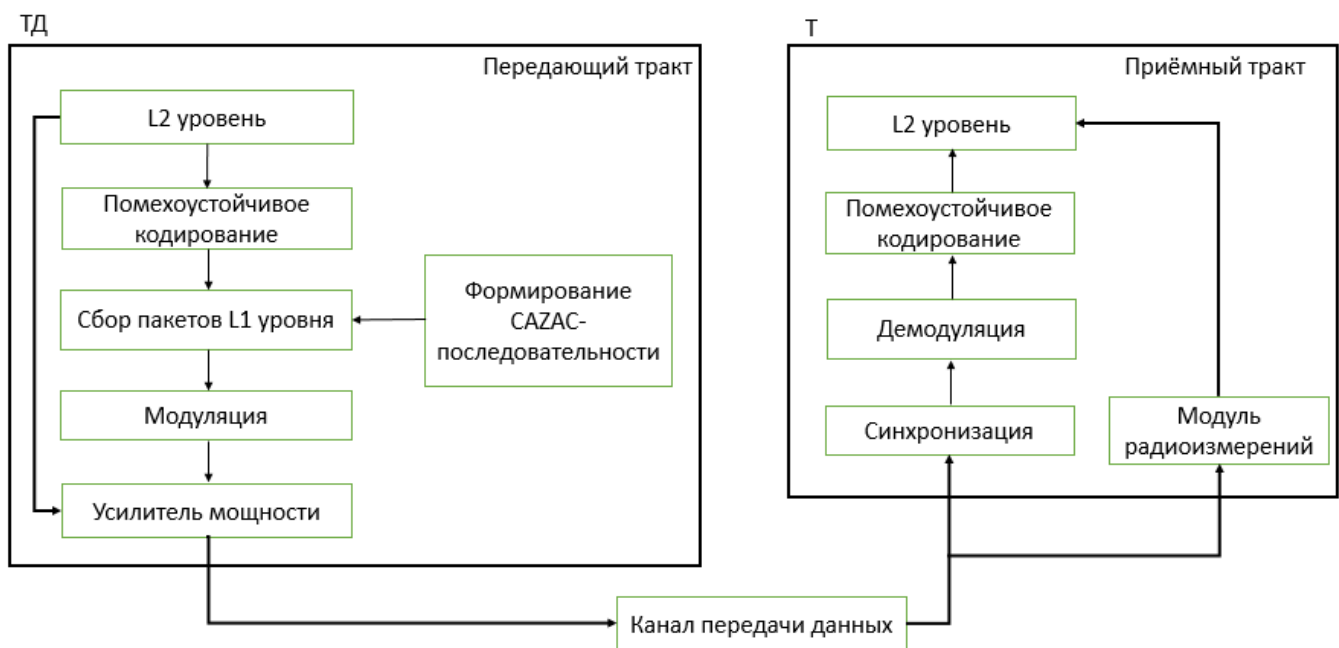 ТД
Передающий тракт
L2 уровень
Помехоустойчивое
кодирование
Сбор пакетов L1 уровня
Формирование
CAZAC-
последовательности
Модуляция
Усилитель мощности
Т
Приёмный тракт
L2 уровень
Помехоустойчивое
кодирование
Демодуляция
Синхронизация
Модуль
радиоизмерений
Канал передачи данных